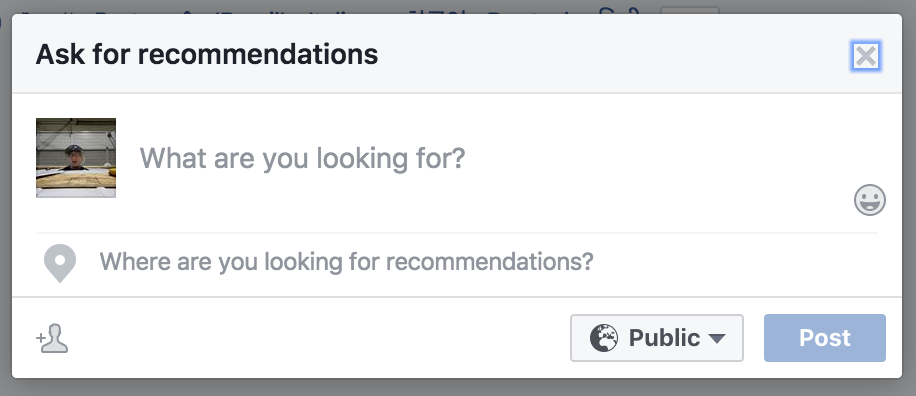 Ask for recommendations
What are you looking for?
Where are you looking for recommendations?
Public
Post